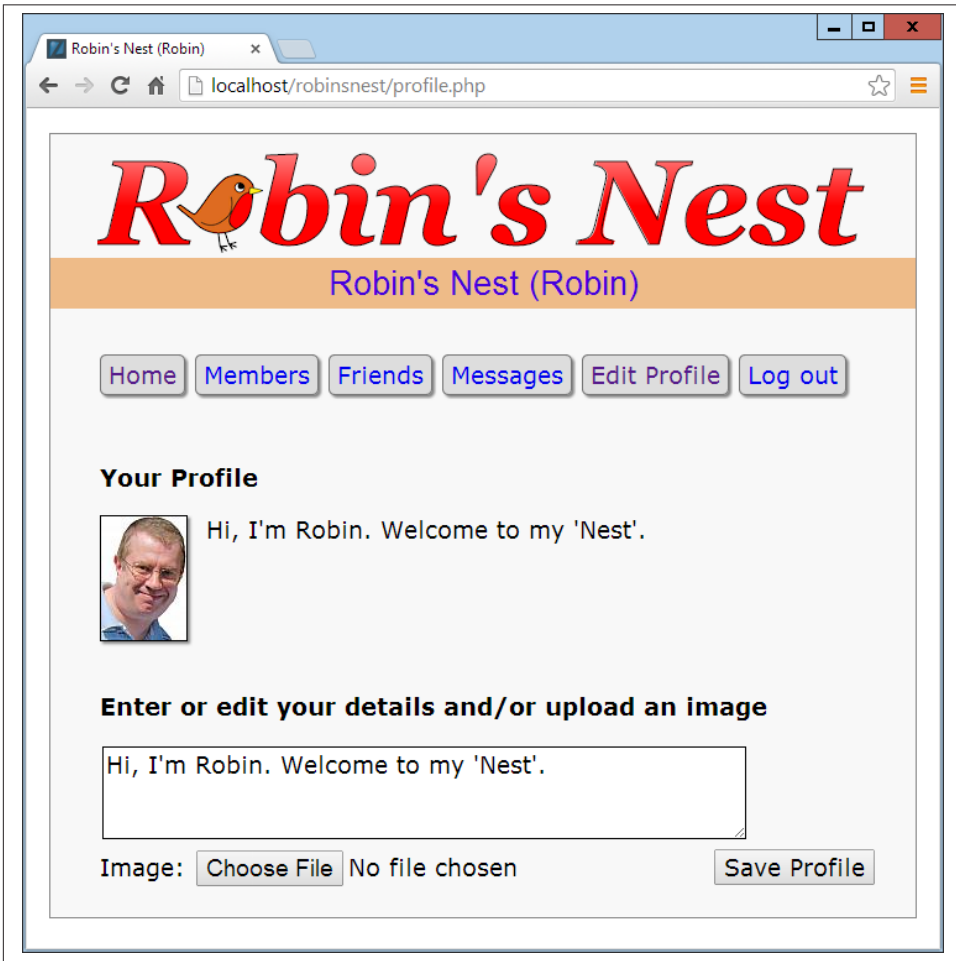 Robin's Nest (Robin)
localhost/robinsnest/profile.php
Robin's Nest
Robin's Nest (Robin)
Home Members Friends Messages Edit Profile Log out
Your Profile
Hi, I'm Robin. Welcome to my 'Nest'.
Enter or edit your details and/or upload an image
Hi, I'm Robin. Welcome to my 'Nest'.
Image: Choose File No file chosen Save Profile